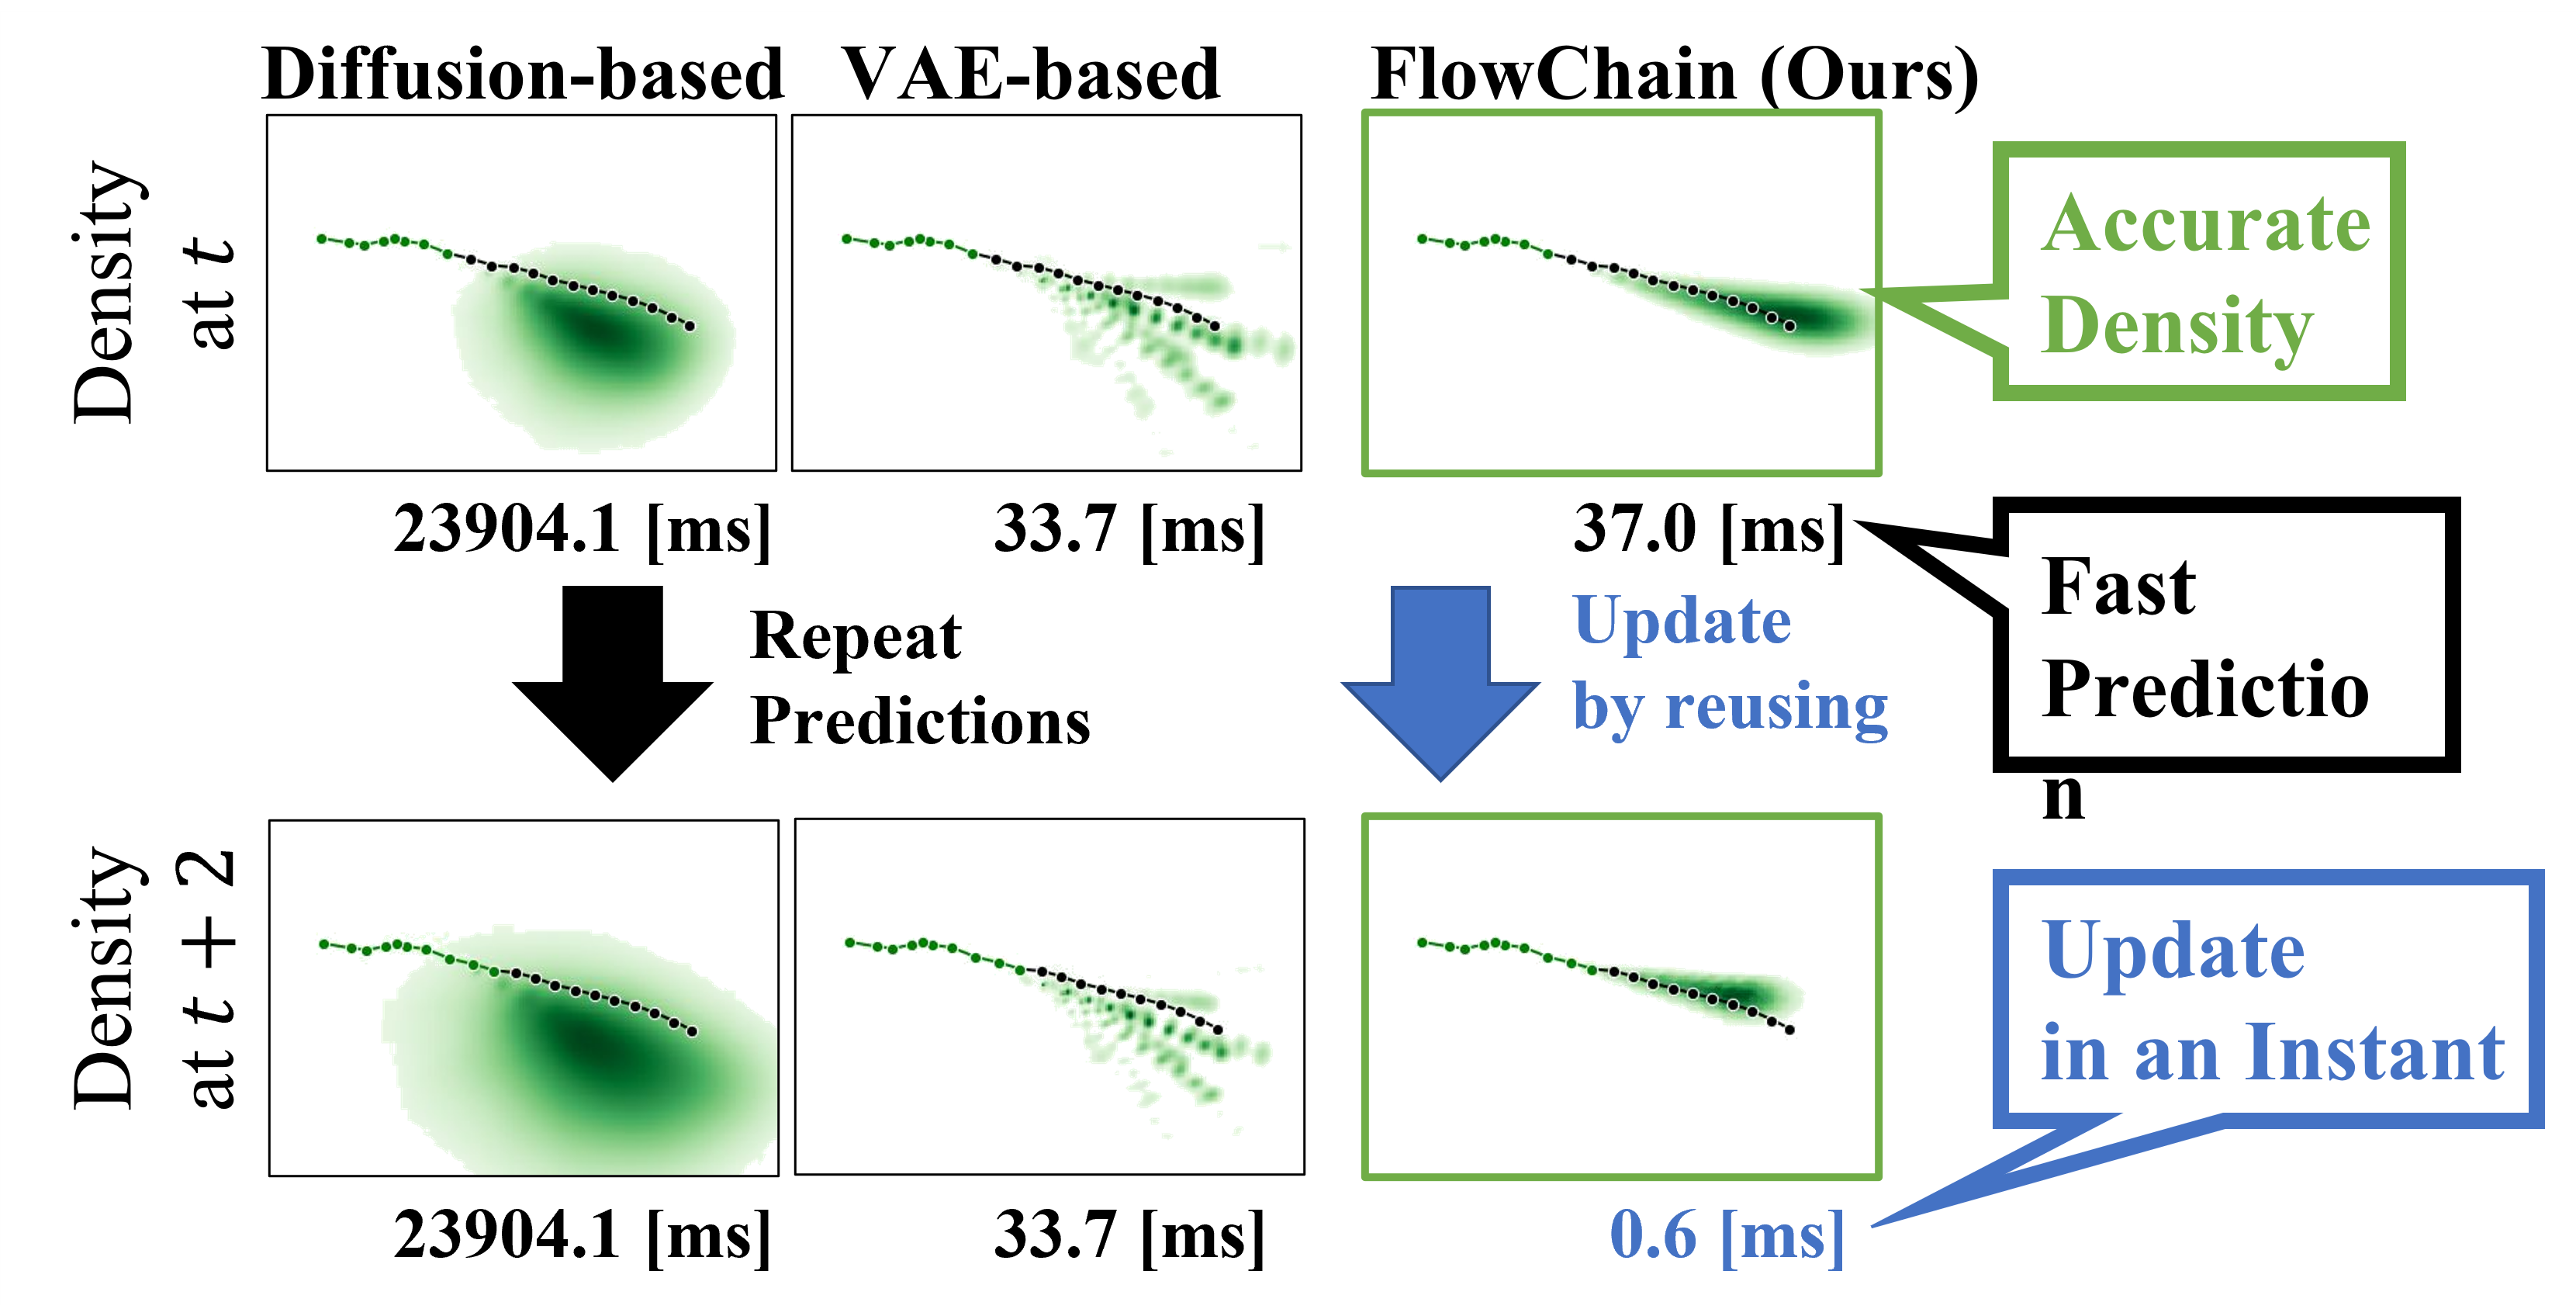 Diffusion-based
VAE-based
FlowChain (Ours)
Density
at t
Accurate
Density
23904.1 [ms]
33.7 [ms]
37.0 [ms]
Repeat
Predictions
Update
by reusing
Fast
Predictio
n
Density
at t + 2
Update
in an Instant
23904.1 [ms]
33.7 [ms]
0.6 [ms]